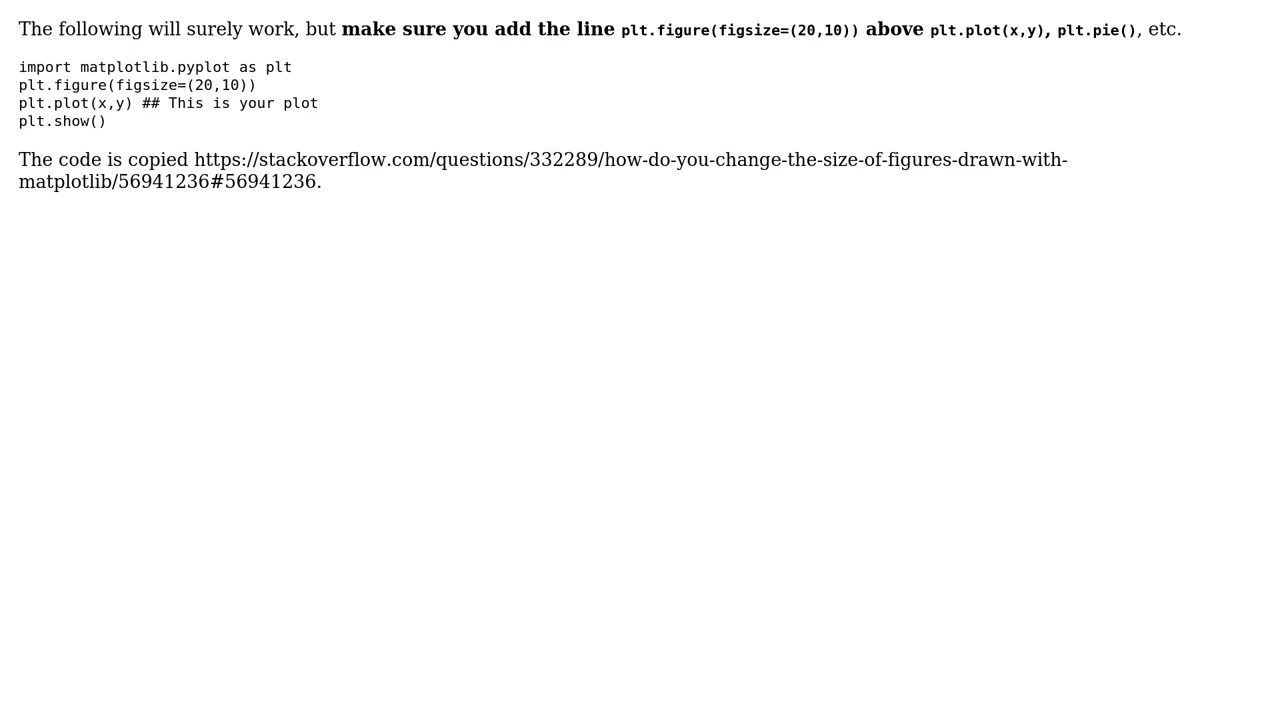 The following will surely work, but make sure you add the line plt.figure(figsize=(20,10)) above plt.plot(x,y), plt.pie(), etc.
import matplotlib.pyplot as plt
plt.figure(figsize=(20,10))
plt.plot(x,y) ## This is your plot
plt.show()
The code is copied https://stackoverflow.com/questions/332289/how-do-you-change-the-size-of-figures-drawn-with-
matplotlib/56941236#56941236.